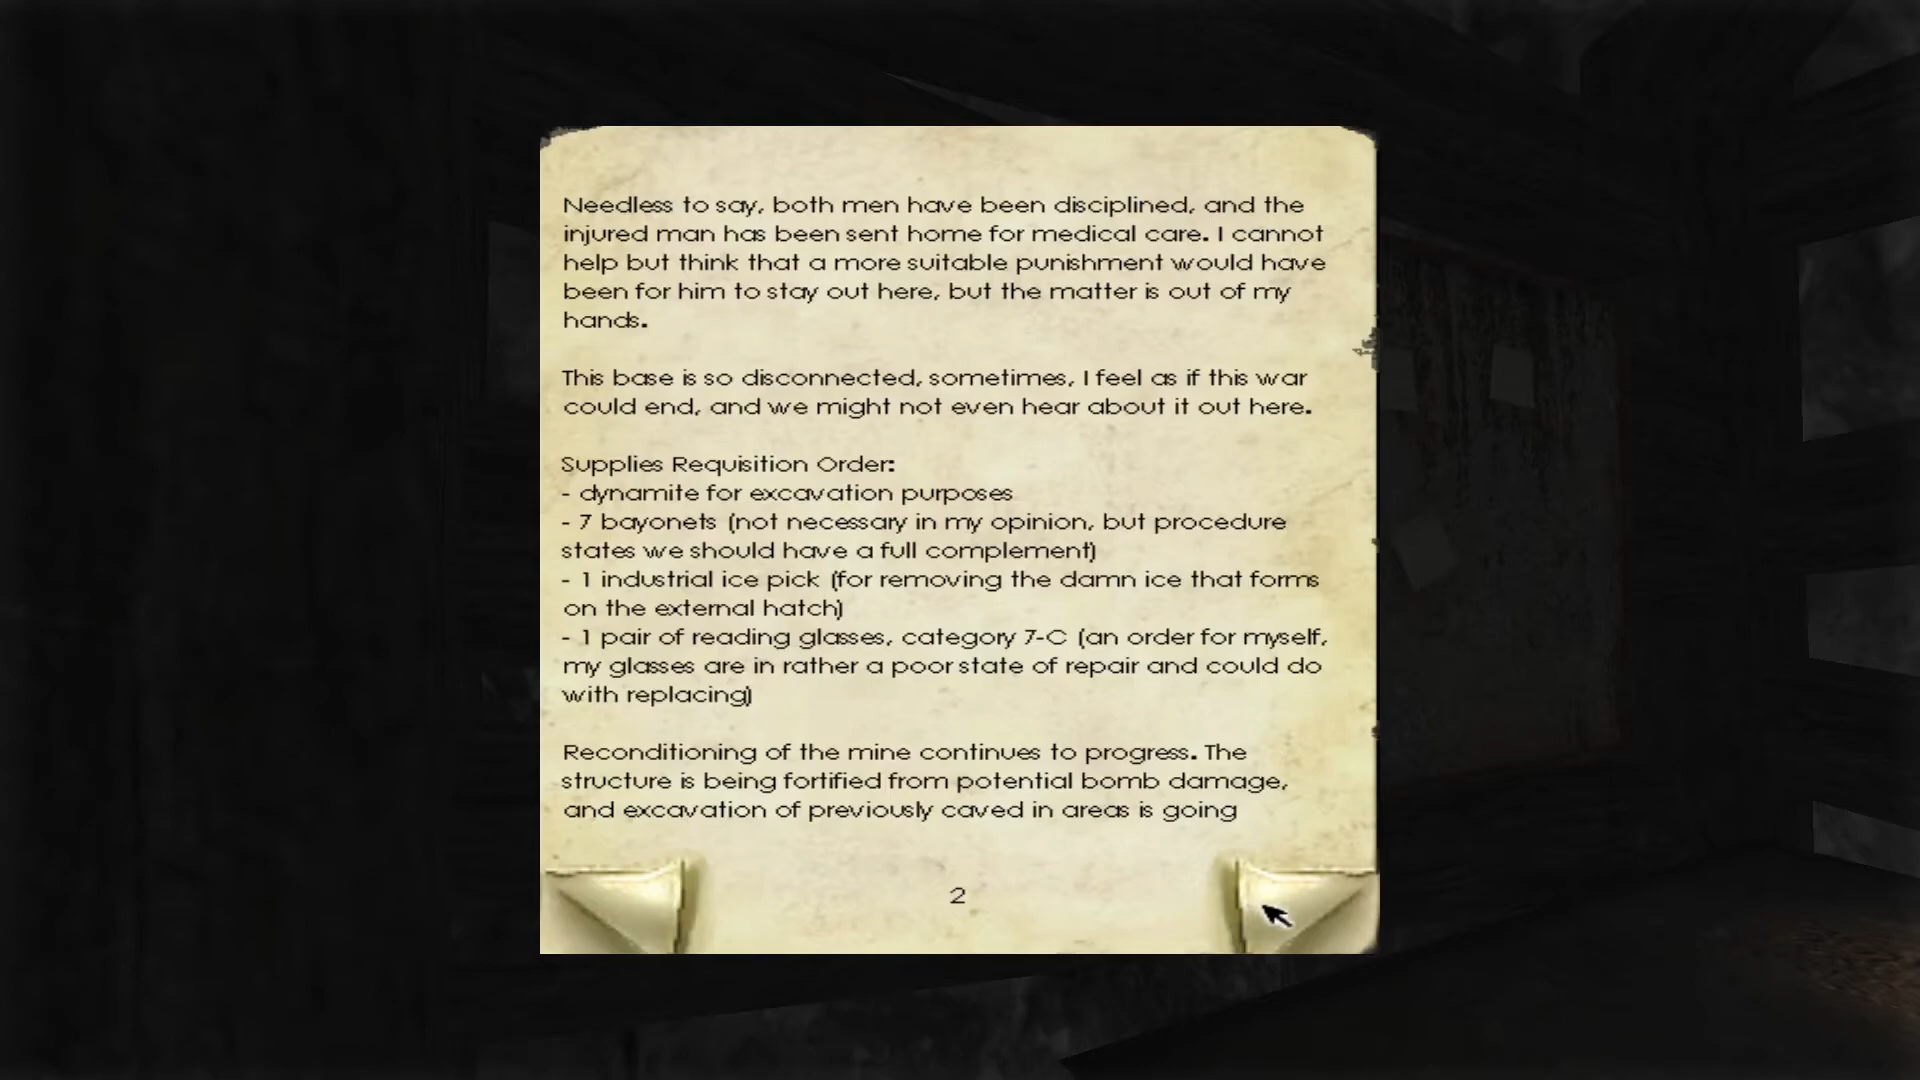 Needless to say, both men have been disciplined, and the
injured man has been sent home for medical care. I cannot
help but think that a more suitable punishment would have
been for him to stay out here, but the matter is out of my
hands.
This base is so disconnected, sometimes, I feel as if this war
could end, and we might not even hear about it out here.
Supplies Requisition Order:
- dynamite for excavation purposes
- 7 bayonets (not necessary in my opinion, but procedure
states we should have a full complement)
- 1 industrial ice pick (for removing the damn ice that forms
on the external hatch)
- 1 pair of reading glasses, category 7-C (an order for myself,
my glasses are in rather a poor state of repair and could do
with replacing)
Reconditioning of the mine continues to progress. The
structure is being fortified from potential bomb damage,
and excavation of previously caved in areas is going
2